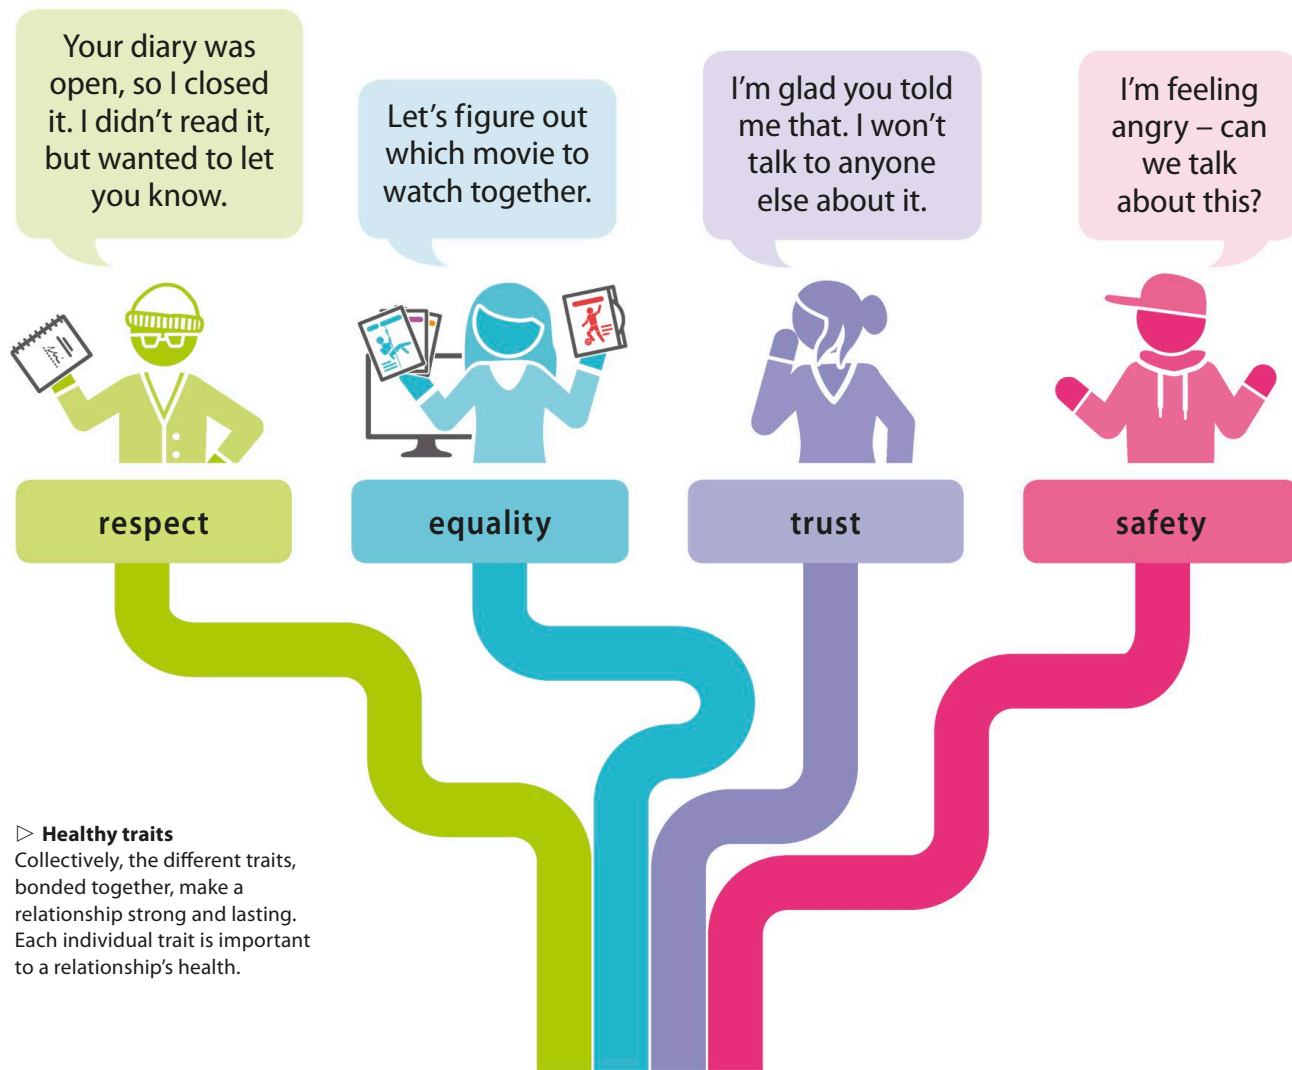 Your diary was
open, so I closed
it. I didn’t read it,
but wanted to let
you know.
Let’s figure out
which movie to
watch together.
I’m glad you told
me that. I won’t
talk to anyone
else about it.
I’m feeling
angry – can
we talk
about this?
respect
equality
trust
safety
▷ Healthy traits
Collectively, the different traits,
bonded together, make a
relationship strong and lasting.
Each individual trait is important
to a relationship’s health.